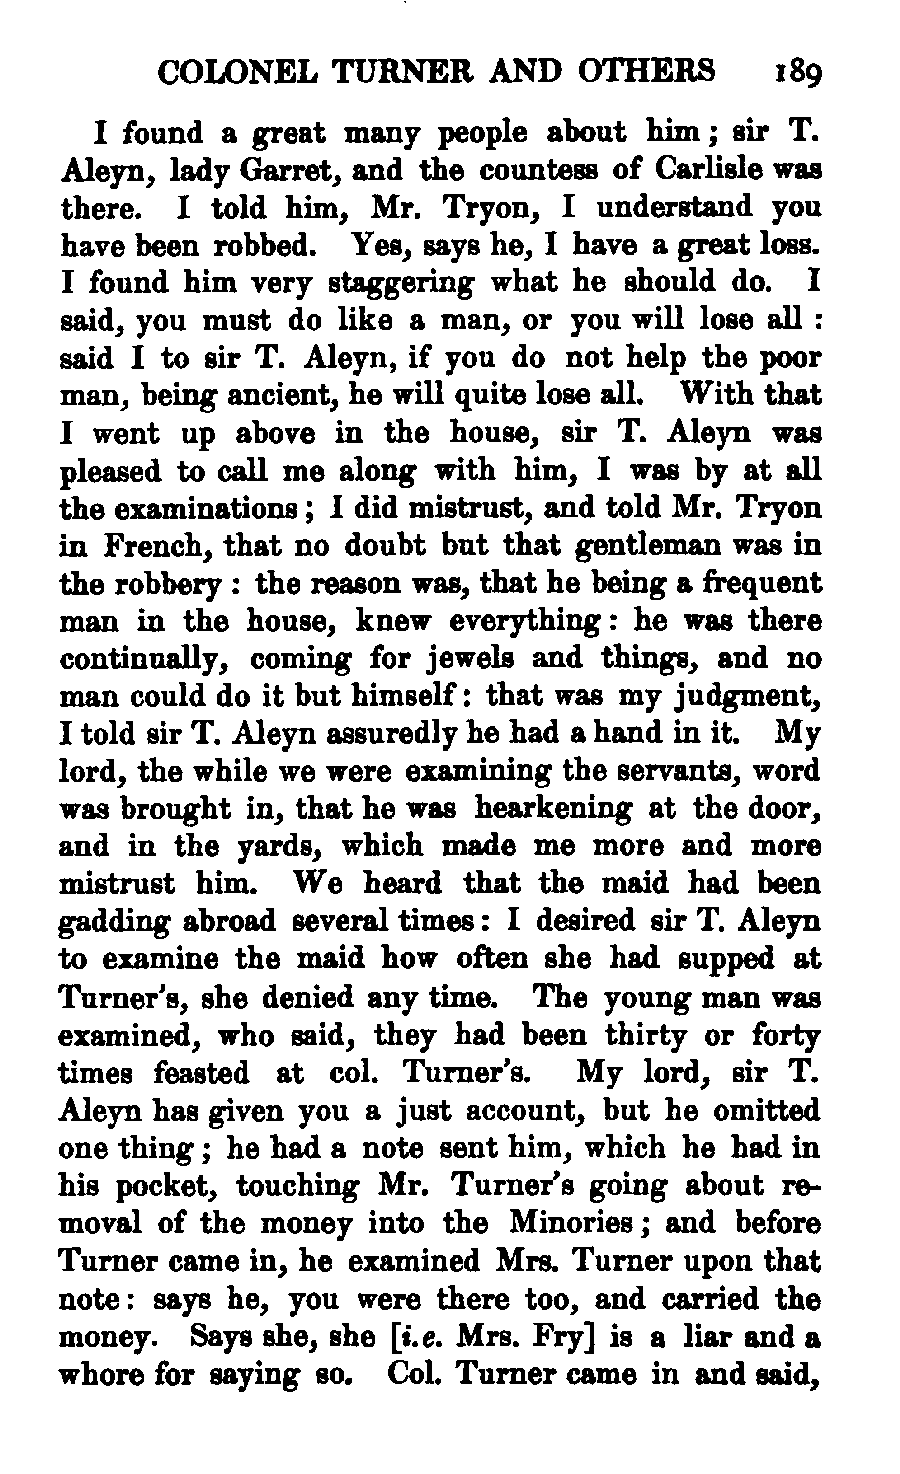 COLONEL TURNER AND OTHERS 189
I found a great many people about him ; sir T.
Aleyn, lady Garret, and the countess of Carlisle was
there. I told him, Mr. Tryon, I understand you
have been robbed. Yes, says he, I have a great loss.
I found him very staggering what he should do. I
said, you must do like a man, or you will lose all :
said I to sir T. Aleyn, if you do not help the poor
man, being ancient, he will quite lose all. With that
I went up above in the house, sir T. Aleyn was
pleased to call me along with him, I was by at all
the examinations ; I did mistrust, and told Mr. Tryon
in French, that no doubt but that gentleman was in
the robbery : the reason was, that he being a frequent
man in the house, knew everything : he was there
continually, coming for jewels and things, and no
man could do it but himself : that was my judgment,
I told sir T. Aleyn assuredly he had a hand in it. My
lord, the while we were examining the servants, word
was brought in, that he was hearkening at the door,
and in the yards, which made me more and more
mistrust him. We heard that the maid had been
gadding abroad several times : I desired sir T. Aleyn
to examine the maid how often she had supped at
Turner's, she denied any time. The young man was
examined, who said, they had been thirty or forty
times feasted at col. Turner's. My lord, sir T.
Aleyn has given you a just account, but he omitted
one thing ; he had a note sent him, which he had in
his pocket, touching Mr. Turner's going about re-
moval of the money into the Minories ; and before
Turner came in, he examined Mrs. Turner upon that
note : says he, you were there too, and carried the
money. Says she, she [i.e. Mrs. Fry] is a liar and a
whore for saying so. Col. Turner came in and said,